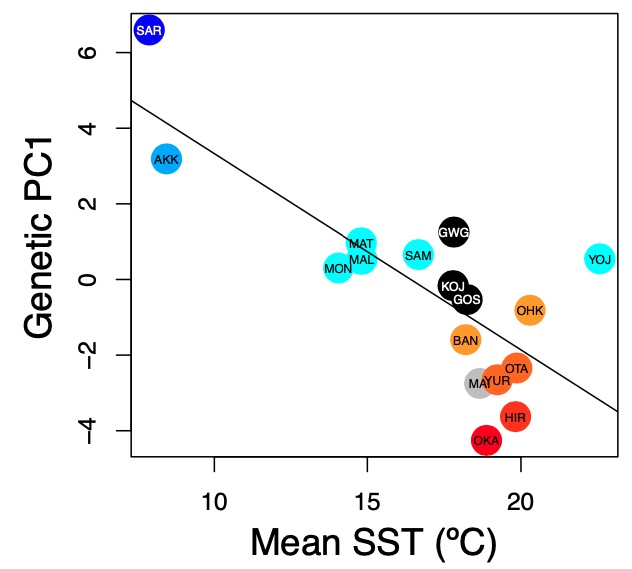 SAR
6
4
AKK
2
GWG
MAT
SAM
MAL
YOJ
MON
0
KOJ
GOS
OHK
BAN
-2
OTA
YUR
HIR
-4
OKA
10
15
20
Mean SST (ºC)
Genetic PC1